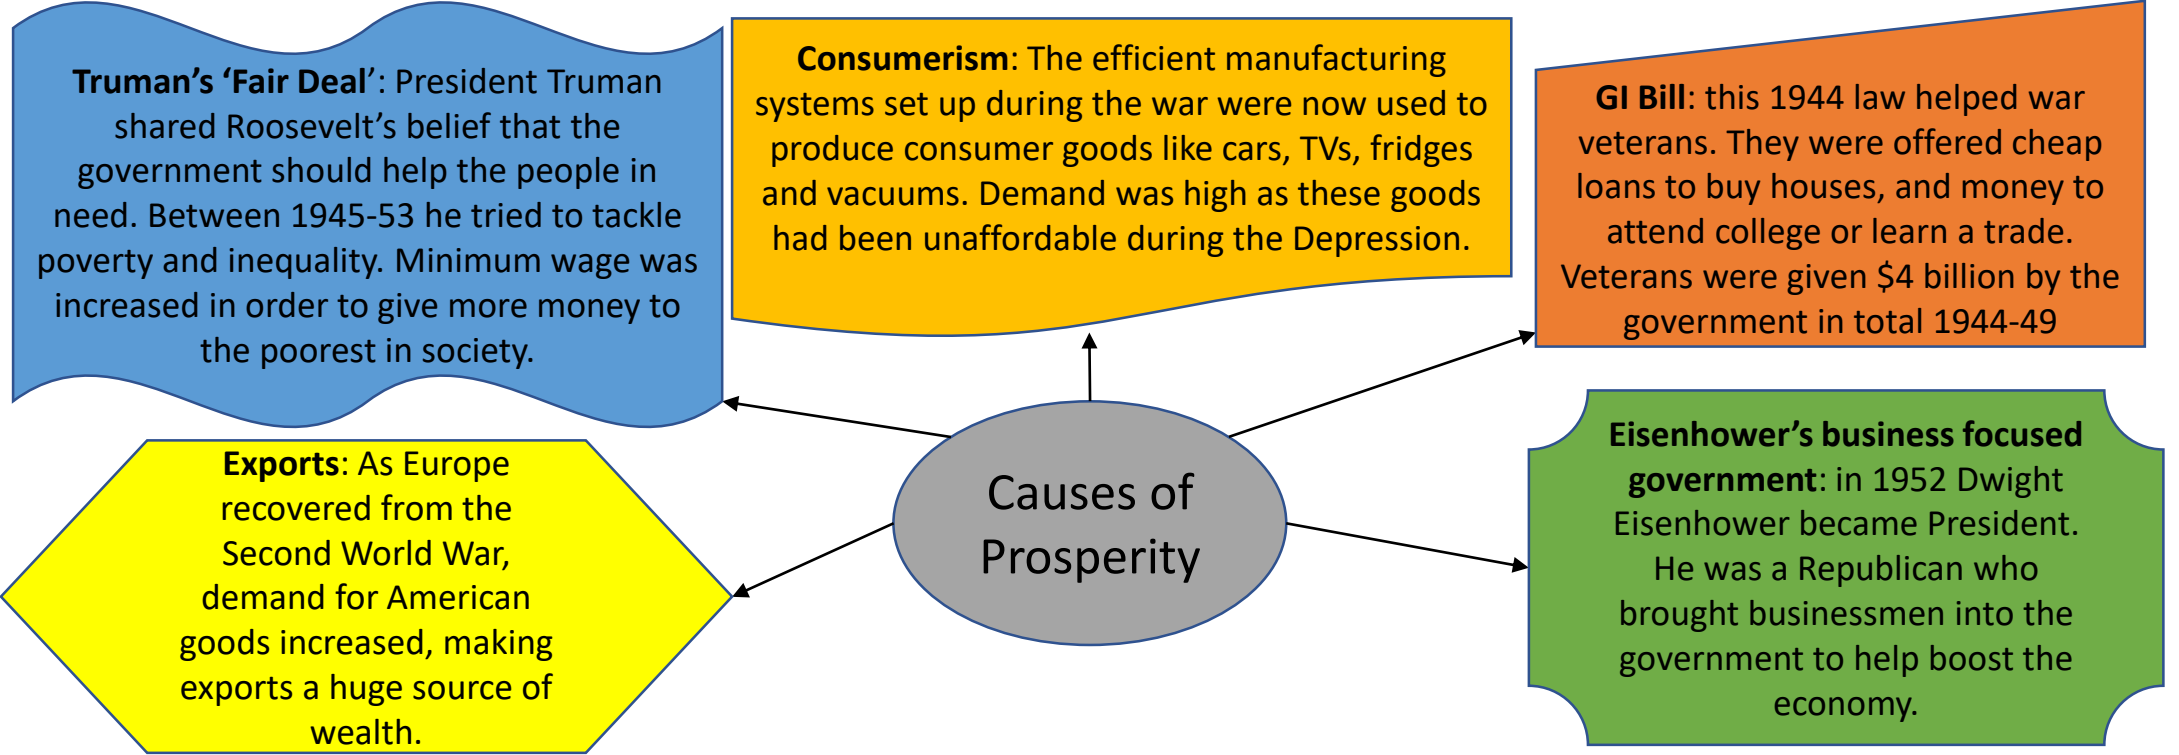 Truman’s ‘Fair Deal’: President Truman
shared Roosevelt’s belief that the
government should help the people in
need. Between 1945-53 he tried to tackle
poverty and inequality. Minimum wage was
increased in order to give more money to
the poorest in society.
Consumerism: The efficient manufacturing
systems set up during the war were now used to
produce consumer goods like cars, TVs, fridges
and vacuums. Demand was high as these goods
had been unaffordable during the Depression.
GI Bill: this 1944 law helped war
veterans. They were offered cheap
loans to buy houses, and money to
attend college or learn a trade.
Veterans were given $4 billion by the
government in total 1944-49
Exports: As Europe
recovered from the
Second World War,
demand for American
goods increased, making
exports a huge source of
wealth.
Causes of
Prosperity
Eisenhower’s business focused
government: in 1952 Dwight
Eisenhower became President.
He was a Republican who
brought businessmen into the
government to help boost the
economy.